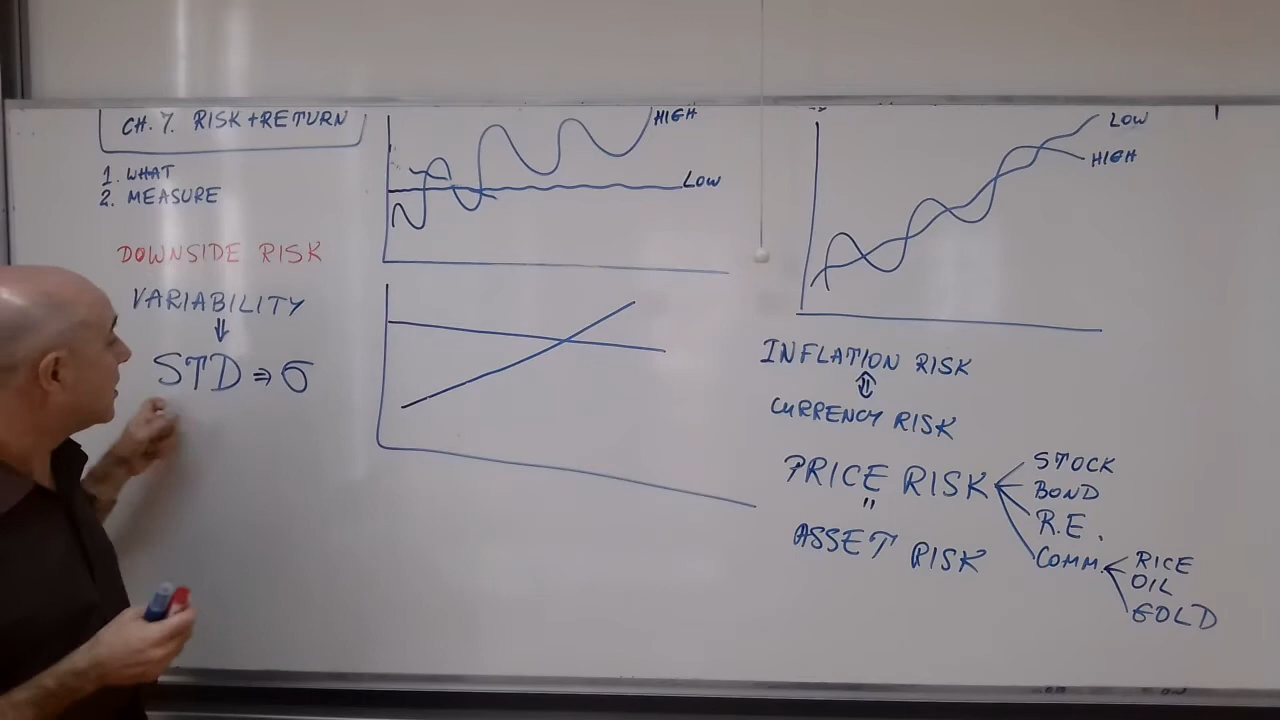 CH. 7. RISK + RETURN
1. WHAT
2. MEASURE
DOWNSIDE RISK
VARIABILITY
⇓
STD ⇒ σ
HIGH
LOW
LOW
HIGH
INFLATION RISK
⇕
CURRENCY RISK
PRICE RISK
"
ASSET RISK
STOCK
BOND
R.E.
COMM.
RICE
OIL
GOLD